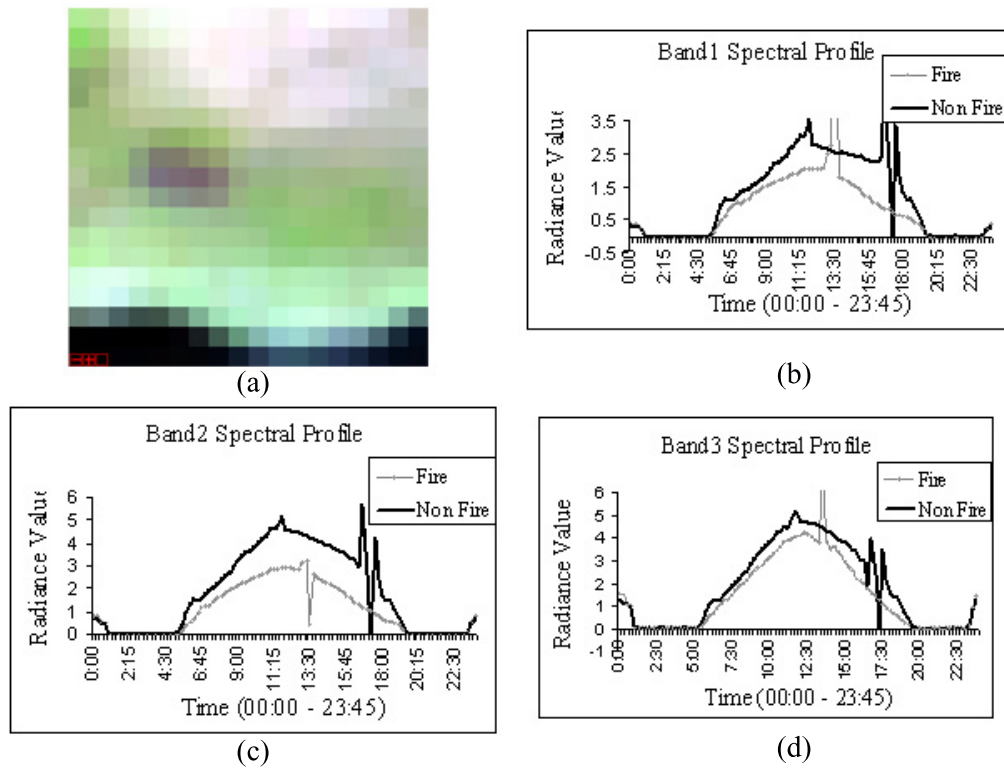 (a)
Band1 Spectral Profile
Fire
Non Fire
Radiance Value
3.5
2.5
1.5
0.5
-0.5
0:00
2:15
4:30
6:45
9:00
11:15
13:30
15:45
18:00
20:15
22:30
Time (00:00 - 23:45)
(b)
Band2 Spectral Profile
Fire
Non Fire
Radiance Value
6
5
4
3
2
1
0
0:00
2:15
4:30
6:45
9:00
11:15
13:30
15:45
18:00
20:15
22:30
Time (00:00 - 23:45)
(c)
Band3 Spectral Profile
Fire
Non Fire
Radiance Value
6
5
4
3
2
1
0
-1
0:00
2:30
5:00
7:30
10:00
12:30
15:00
17:30
20:00
22:30
Time (00:00 - 23:45)
(d)